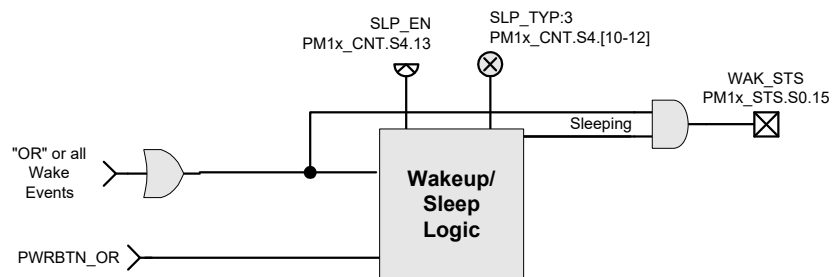 SLP_EN
PM1x_CNT.S4.13
SLP_TYP:3
PM1x_CNT.S4.[10-12]
WAK_STS
PM1x_STS.S0.15
Sleeping
"OR" or all
Wake
Events
Wakeup/
Sleep
Logic
PWRBTN_OR